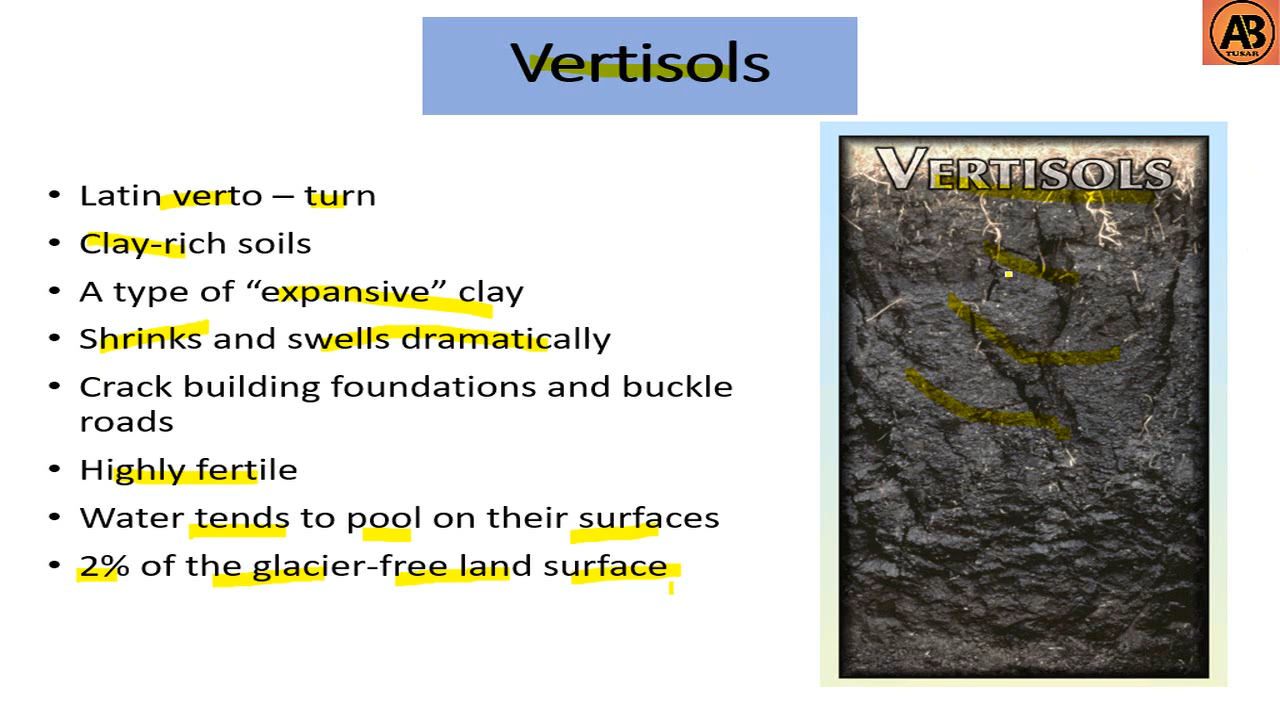 Vertisols
AB
TUSAR
• Latin verto – turn
• Clay-rich soils
• A type of “expansive” clay
• Shrinks and swells dramatically
• Crack building foundations and buckle
roads
• Highly fertile
• Water tends to pool on their surfaces
• 2% of the glacier-free land surface
VERTISOLS